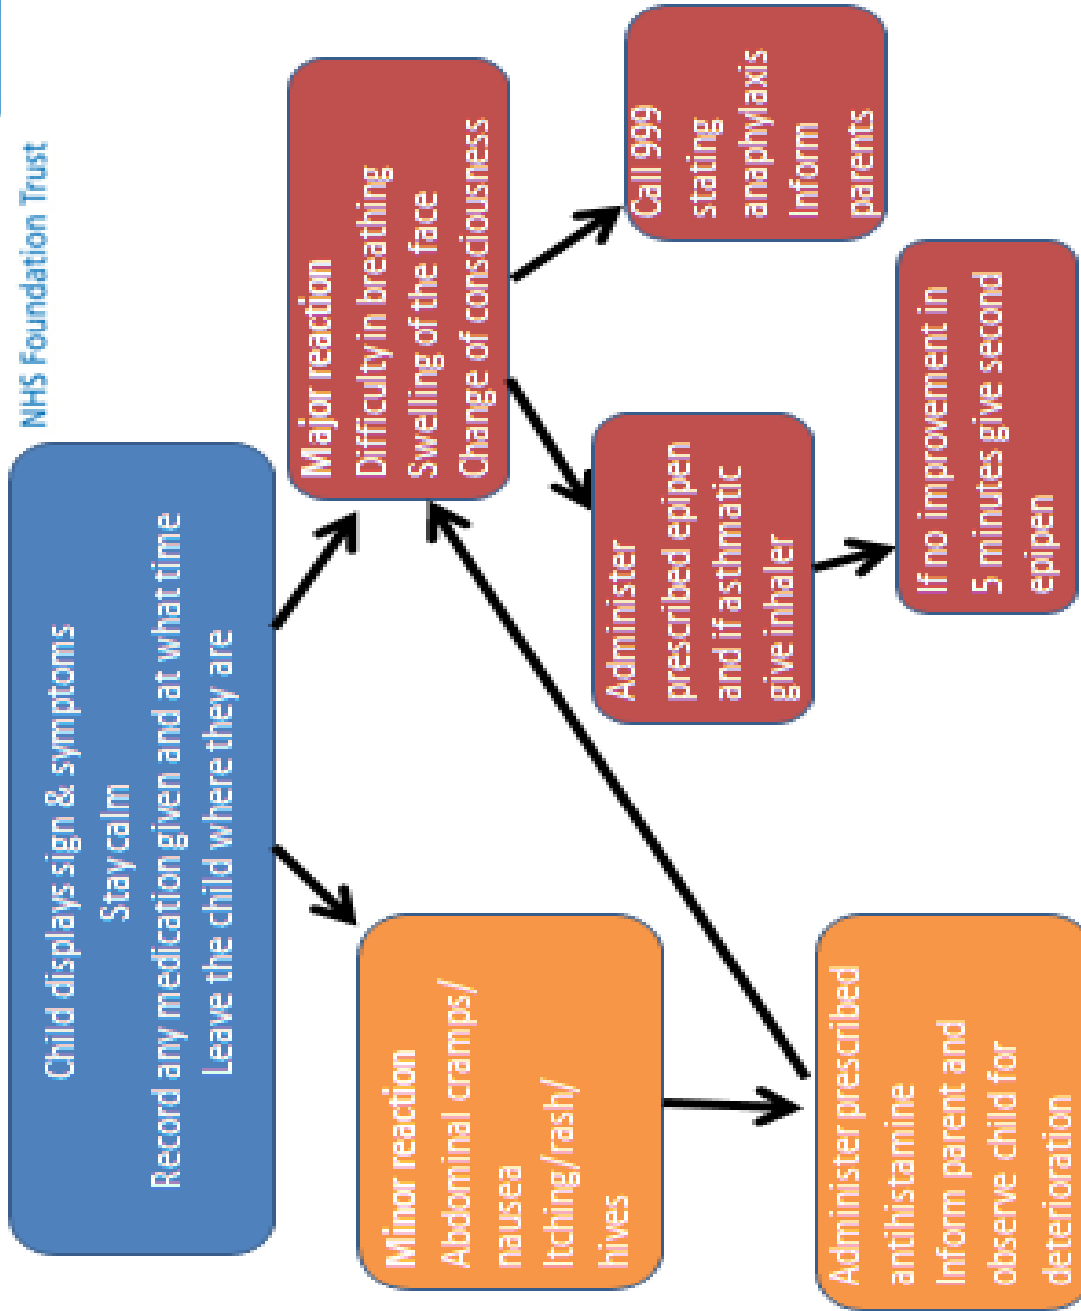 NHS Foundation Trust
Child displays sign & symptoms
Stay calm
Record any medication given and at what time
Leave the child where they are
Minor reaction
Abdominal cramps/
nausea
Itching/rash/
hives
Administer prescribed
antihistamine
Inform parent and
observe child for
deterioration
Major reaction
Difficulty in breathing
Swelling of the face
Change of consciousness
Administer
prescribed epipen
and if asthmatic
give inhaler
If no improvement in
5 minutes give second
epipen
Call 999
stating
anaphylaxis
Inform
parents